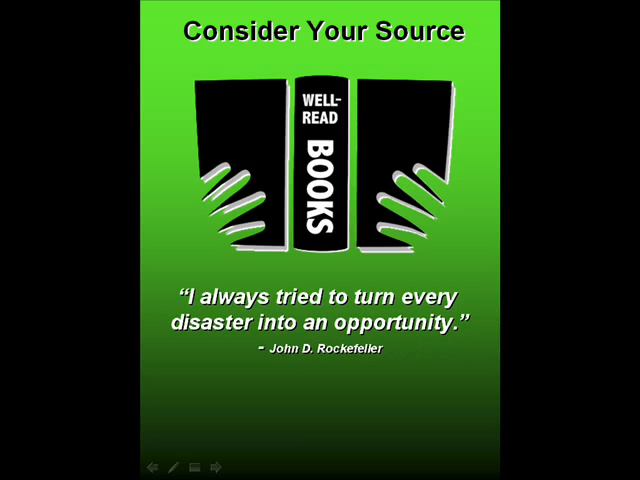 Consider Your Source
WELL-
READ
BOOKS
“I always tried to turn every
disaster into an opportunity.”
- John D. Rockefeller